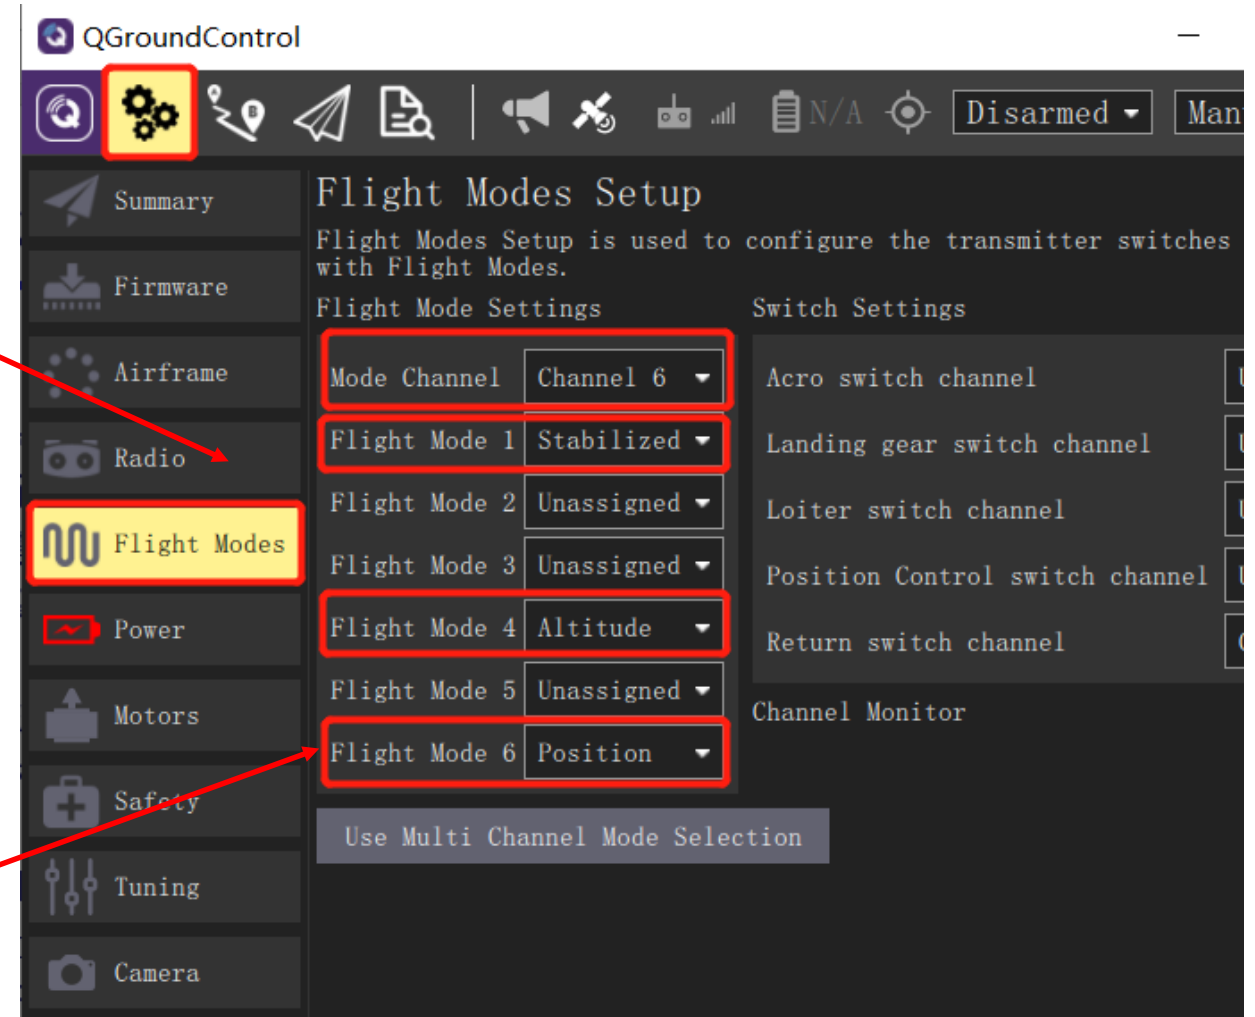 QGroundControl
N/A
Disarmed
Summary
Firmware
Airframe
Radio
Flight Modes
Power
Motors
Safety
Tuning
Camera
Flight Modes Setup
Flight Modes Setup is used to configure the transmitter switches
with Flight Modes.
Flight Mode Settings
Mode Channel Channel 6
Flight Mode 1 Stabilized
Flight Mode 2 Unassigned
Flight Mode 3 Unassigned
Flight Mode 4 Altitude
Flight Mode 5 Unassigned
Flight Mode 6 Position
Use Multi Channel Mode Selection
Switch Settings
Acro switch channel
Landing gear switch channel
Loiter switch channel
Position Control switch channel
Return switch channel
Channel Monitor